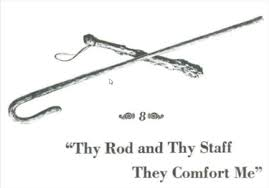 8
"Thy Rod and Thy Staff
They Comfort Me"